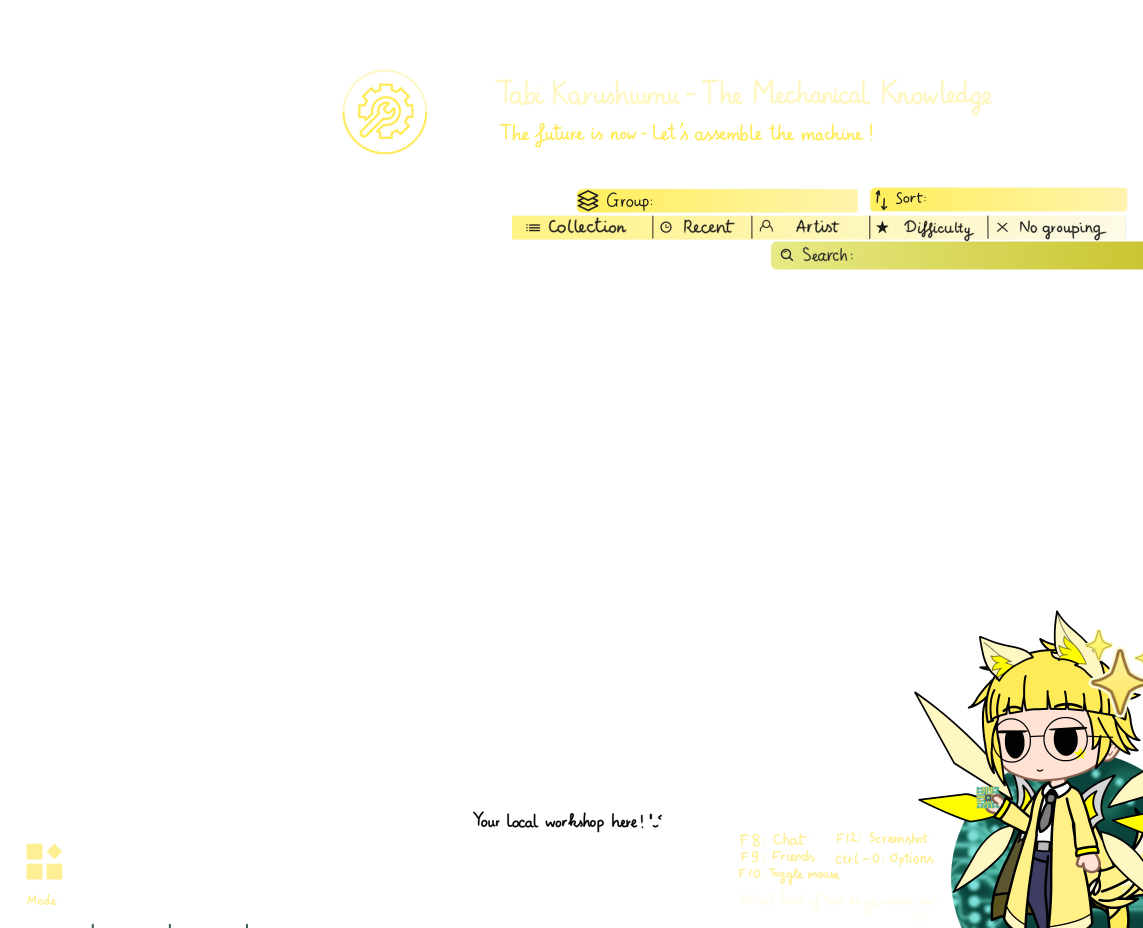 Tabi Karushiumu - The Mechanical Knowledge
The future is now - Let's assemble the machine!
Group:
Sort:
Collection
Recent
Artist
Difficulty
No grouping
Search:
Your local workshop here!
F8: Chat
F12: Screenshot
F9: Friends
Ctrl-O: Options
F10: Toggle mouse
Mode